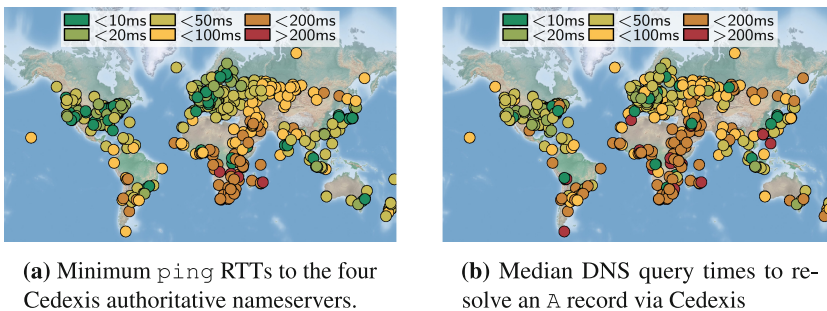 <10ms <50ms <200ms
<20ms <100ms >200ms
<10ms <50ms <200ms
<20ms <100ms >200ms
(a) Minimum ping RTTs to the four
Cedexis authoritative nameservers.
(b) Median DNS query times to re-
solve an A record via Cedexis